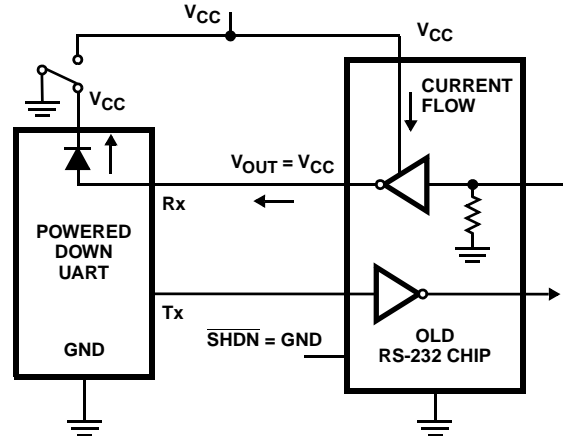 VCC
VCC
VCC
CURRENT
FLOW
VOUT = VCC
Rx
POWERED
DOWN
UART
Tx
GND
SHDN = GND
OLD
RS-232 CHIP